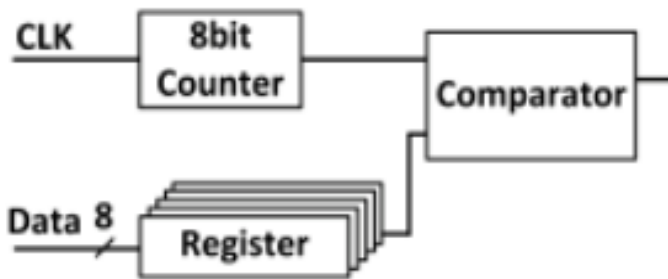 CLK
8bit
Counter
Comparator
Data 8
Register